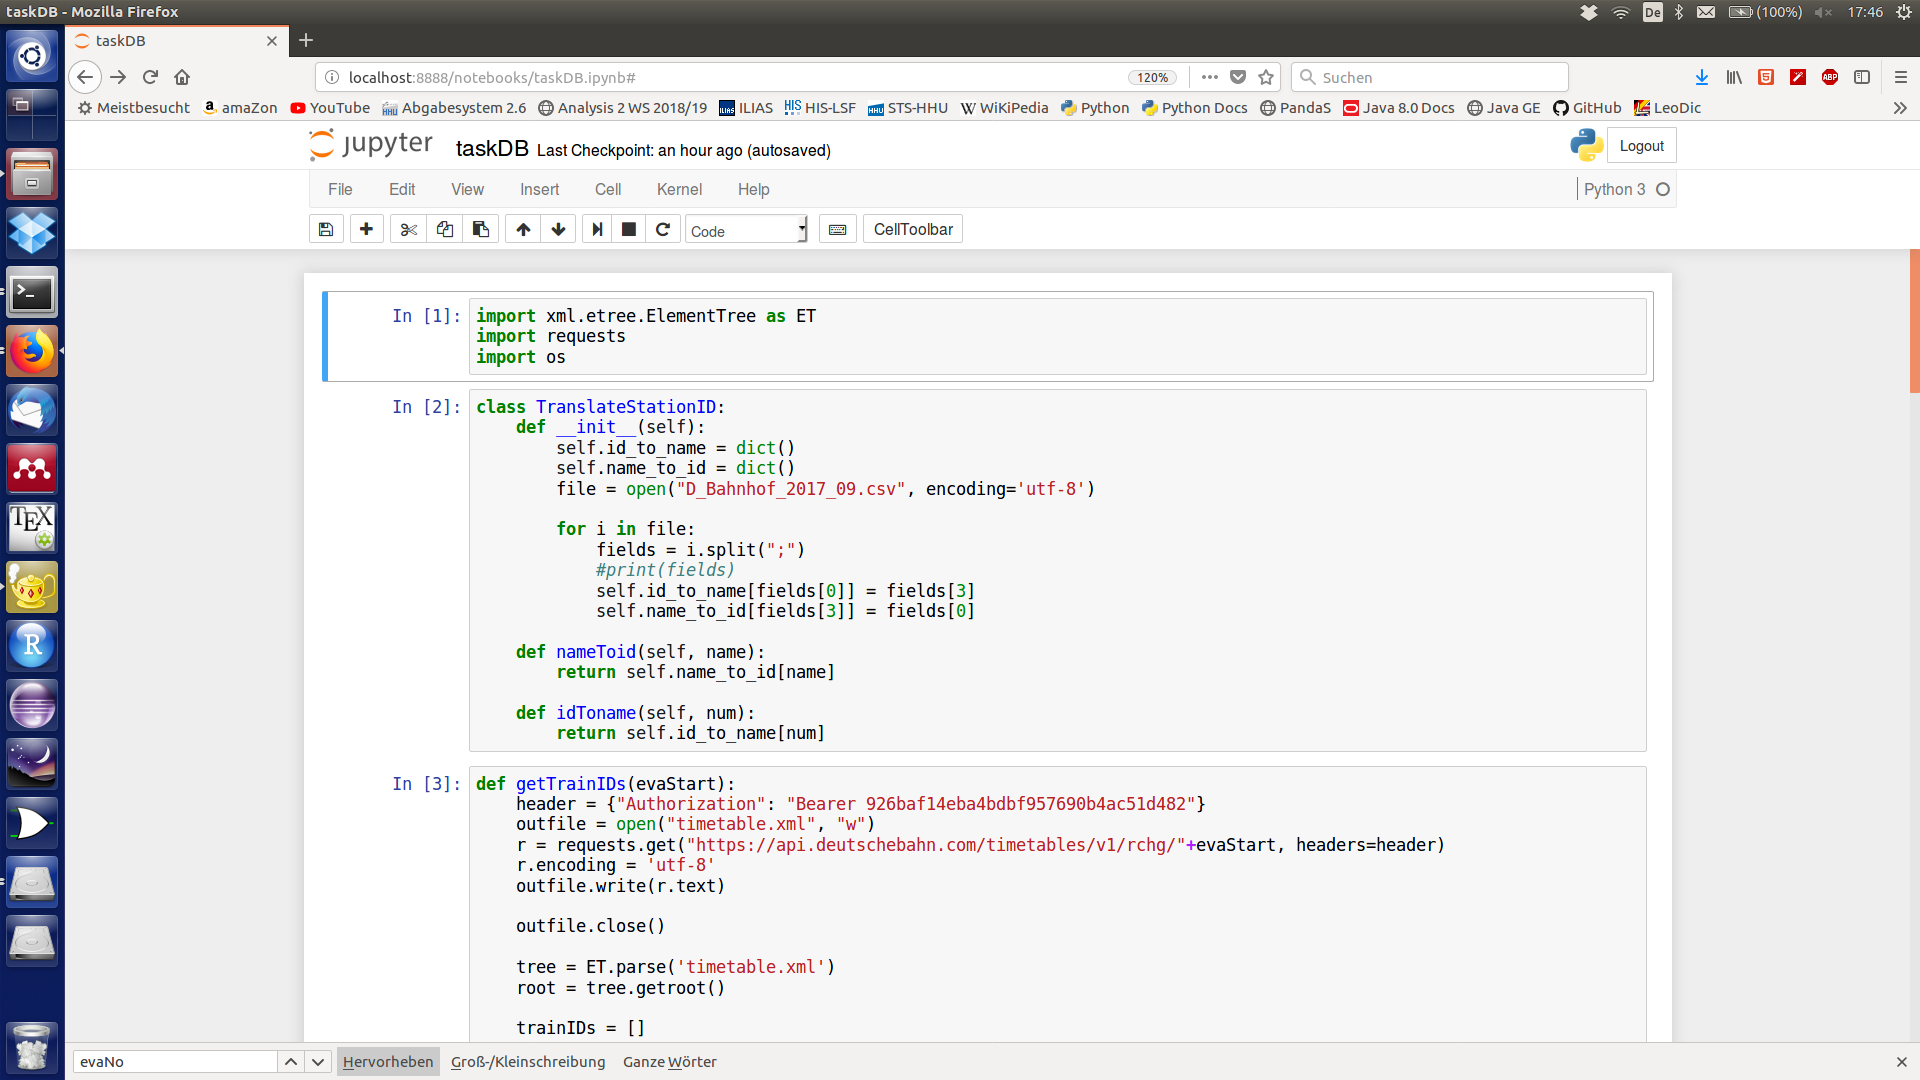 taskDB - Mozilla Firefox
De (100%) 17:46
taskDB
localhost:8888/notebooks/taskDB.ipynb# 120% Suchen
Meistbesucht amaZon YouTube Abgabesystem 2.6 Analysis 2 WS 2018/19 ILIAS HIS-LSF STS-HHU WiKiPedia Python Python Docs PandaS Java 8.0 Docs Java GE GitHub LeoDic
jupyter taskDB Last Checkpoint: an hour ago (autosaved) Logout
File Edit View Insert Cell Kernel Help Python 3
Code CellToolbar
In [1]: import xml.etree.ElementTree as ET
import requests
import os
In [2]: class TranslateStationID:
    def __init__(self):
        self.id_to_name = dict()
        self.name_to_id = dict()
        file = open("D_Bahnhof_2017_09.csv", encoding='utf-8')
        for i in file:
            fields = i.split(";")
            #print(fields)
            self.id_to_name[fields[0]] = fields[3]
            self.name_to_id[fields[3]] = fields[0]
    def nameToid(self, name):
        return self.name_to_id[name]
    def idToname(self, num):
        return self.id_to_name[num]
In [3]: def getTrainIDs(evaStart):
    header = {"Authorization": "Bearer 926baf14eba4bdbf957690b4ac51d482"}
    outfile = open("timetable.xml", "w")
    r = requests.get("https://api.deutschebahn.com/timetables/v1/rchg/"+evaStart, headers=header)
    r.encoding = 'utf-8'
    outfile.write(r.text)
    outfile.close()
    tree = ET.parse('timetable.xml')
    root = tree.getroot()
    trainIDs = []
evaNo Hervorheben Groß-/Kleinschreibung Ganze Wörter